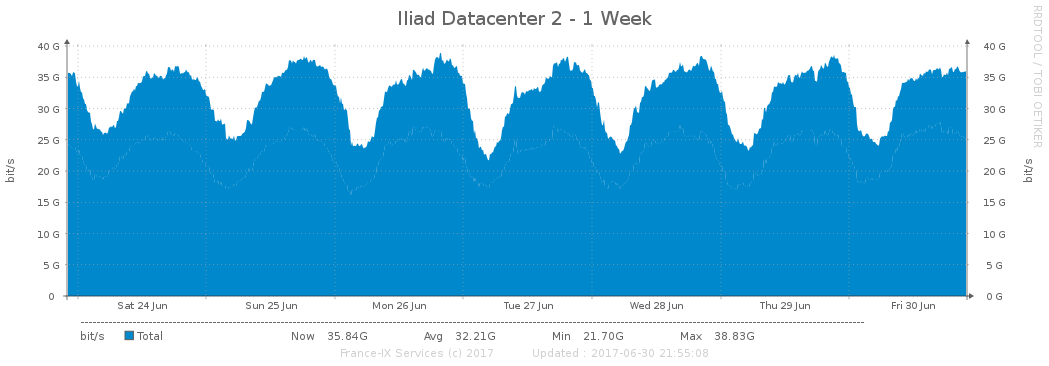 Iliad Datacenter 2 - 1 Week
RRDTOOL / TOBI OETIKER
40 G 40 G
35 G 35 G
30 G 30 G
25 G 25 G
20 G 20 G
15 G 15 G
10 G 10 G
5 G 5 G
0 0 G
bit/s bit/s
Sat 24 Jun Sun 25 Jun Mon 26 Jun Tue 27 Jun Wed 28 Jun Thu 29 Jun Fri 30 Jun
bit/s Total Now 35.84G Avg 32.21G Min 21.70G Max 38.83G
France-IX Services (c) 2017 Updated : 2017-06-30 21:55:08